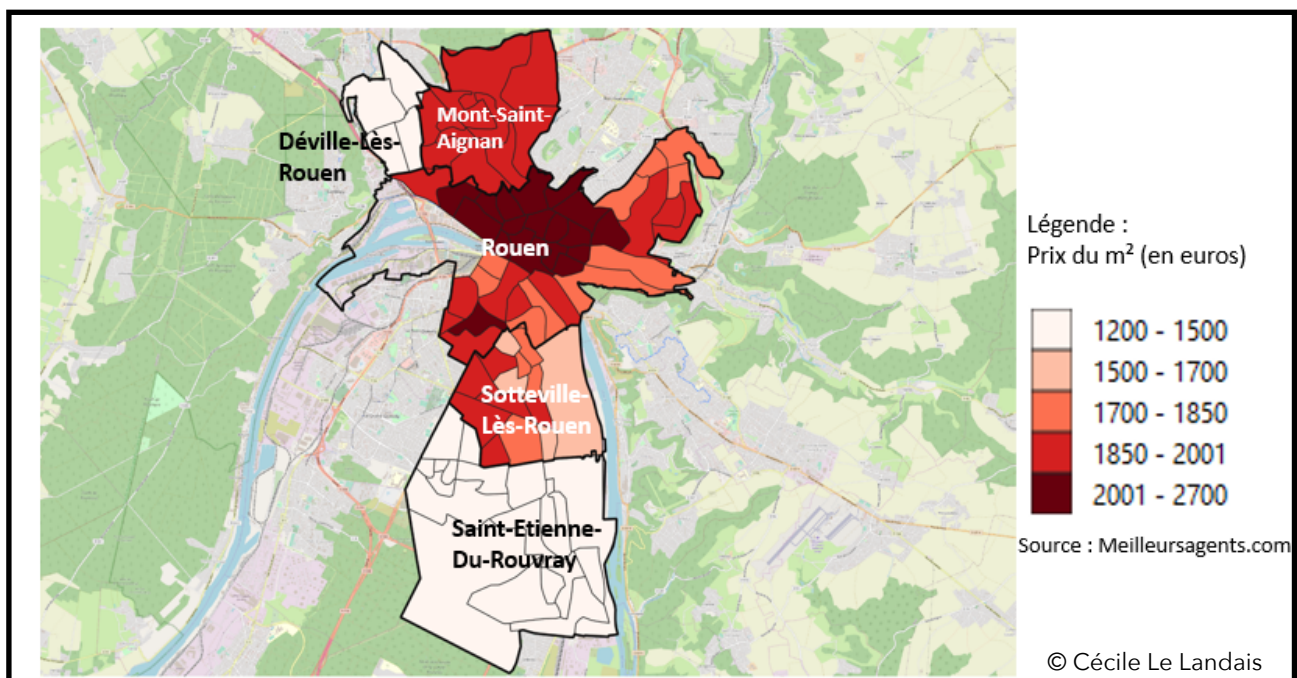 Mont-Saint-
Aignan
Déville-Lès-
Rouen
Rouen
Sotteville-
Lès-Rouen
Saint-Etienne-
Du-Rouvray
Légende :
Prix du m² (en euros)
1200 - 1500
1500 - 1700
1700 - 1850
1850 - 2001
2001 - 2700
Source : Meilleursagents.com
© Cécile Le Landais